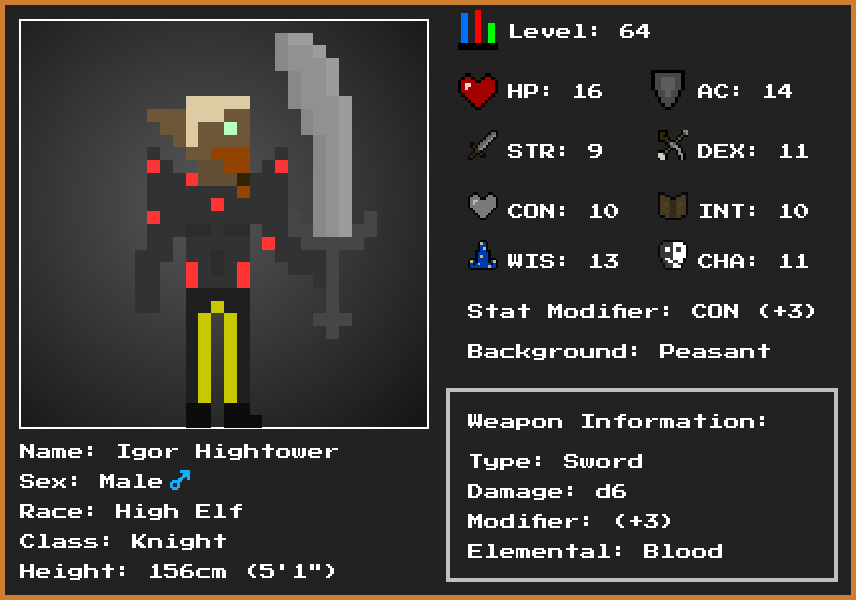 Level: 64
HP: 16 AC: 14
STR: 9 DEX: 11
CON: 10 INT: 10
WIS: 13 CHA: 11
Stat Modifier: CON (+3)
Background: Peasant
Weapon Information:
Type: Sword
Damage: d6
Modifier: (+3)
Elemental: Blood
Name: Igor Hightower
Sex: Male ♂
Race: High Elf
Class: Knight
Height: 156cm (5'1")